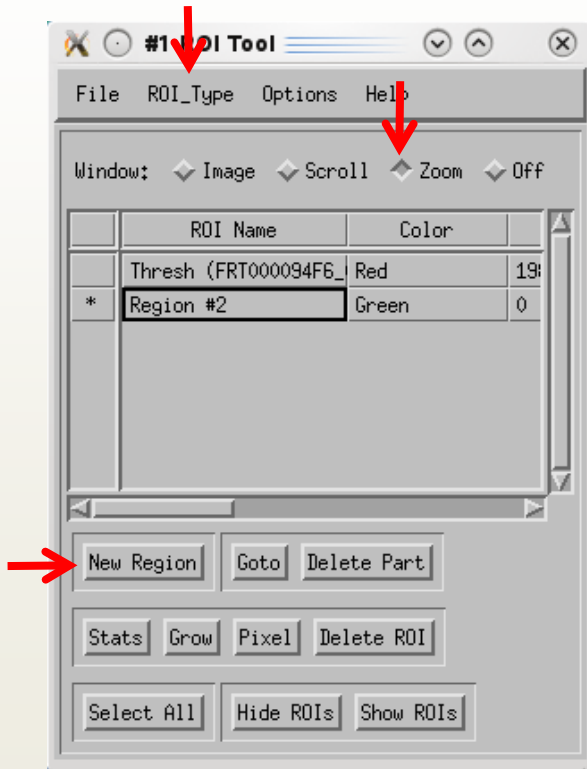 #1 ROI Tool
File ROI_Type Options Help
Window: Image Scroll Zoom Off
ROI Name Color
Thresh (FRT000094F6_ Red 19
* Region #2 Green 0
New Region Goto Delete Part
Stats Grow Pixel Delete ROI
Select All Hide ROIs Show ROIs